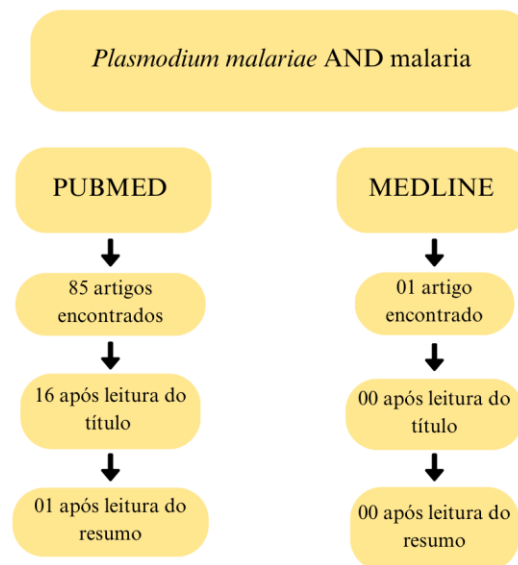 Plasmodium malariae AND malaria
PUBMED
85 artigos
encontrados
16 após leitura do
título
01 após leitura do
resumo
MEDLINE
01 artigo
encontrado
00 após leitura do
título
00 após leitura do
resumo